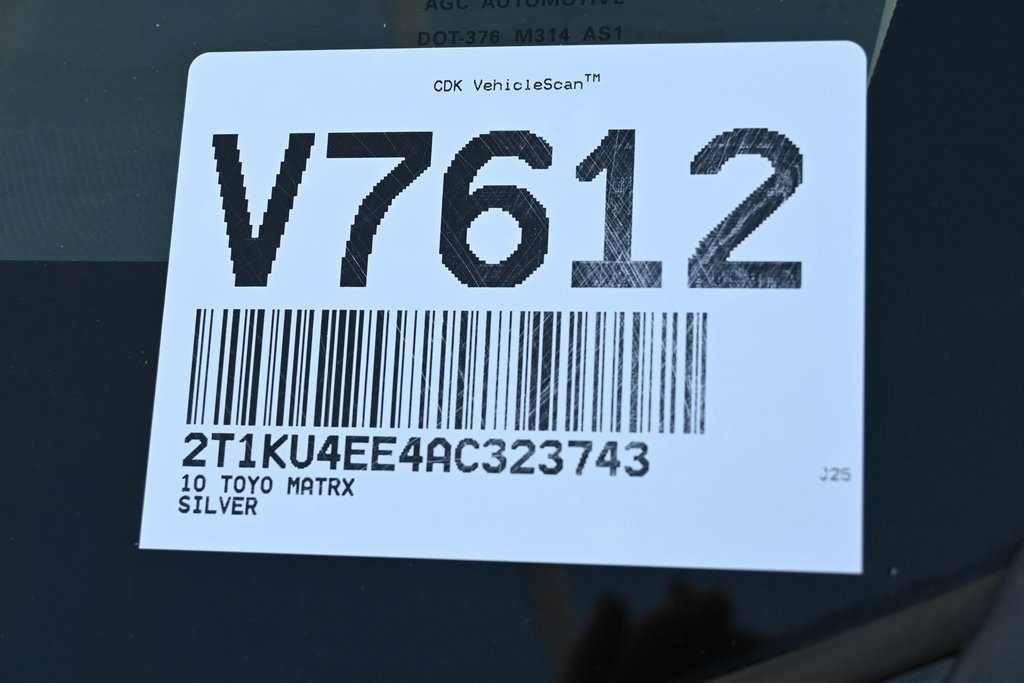 AGC AUTOMOTIVE
DOT-376 M314 AS1
CDK VehicleScan™
V7612
2T1KU4EE4AC323743
10 TOYO MATRX
SILVER
J25